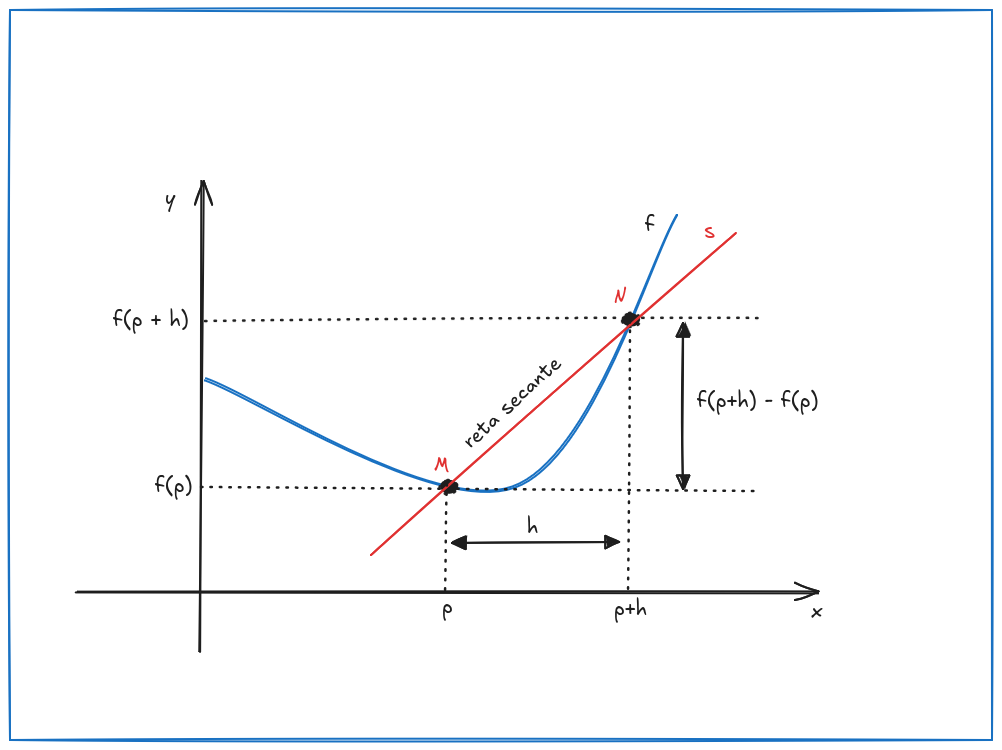 y
f
s
N
f(p + h)
reta secante
f(p+h) - f(p)
M
f(p)
h
p
p+h
x